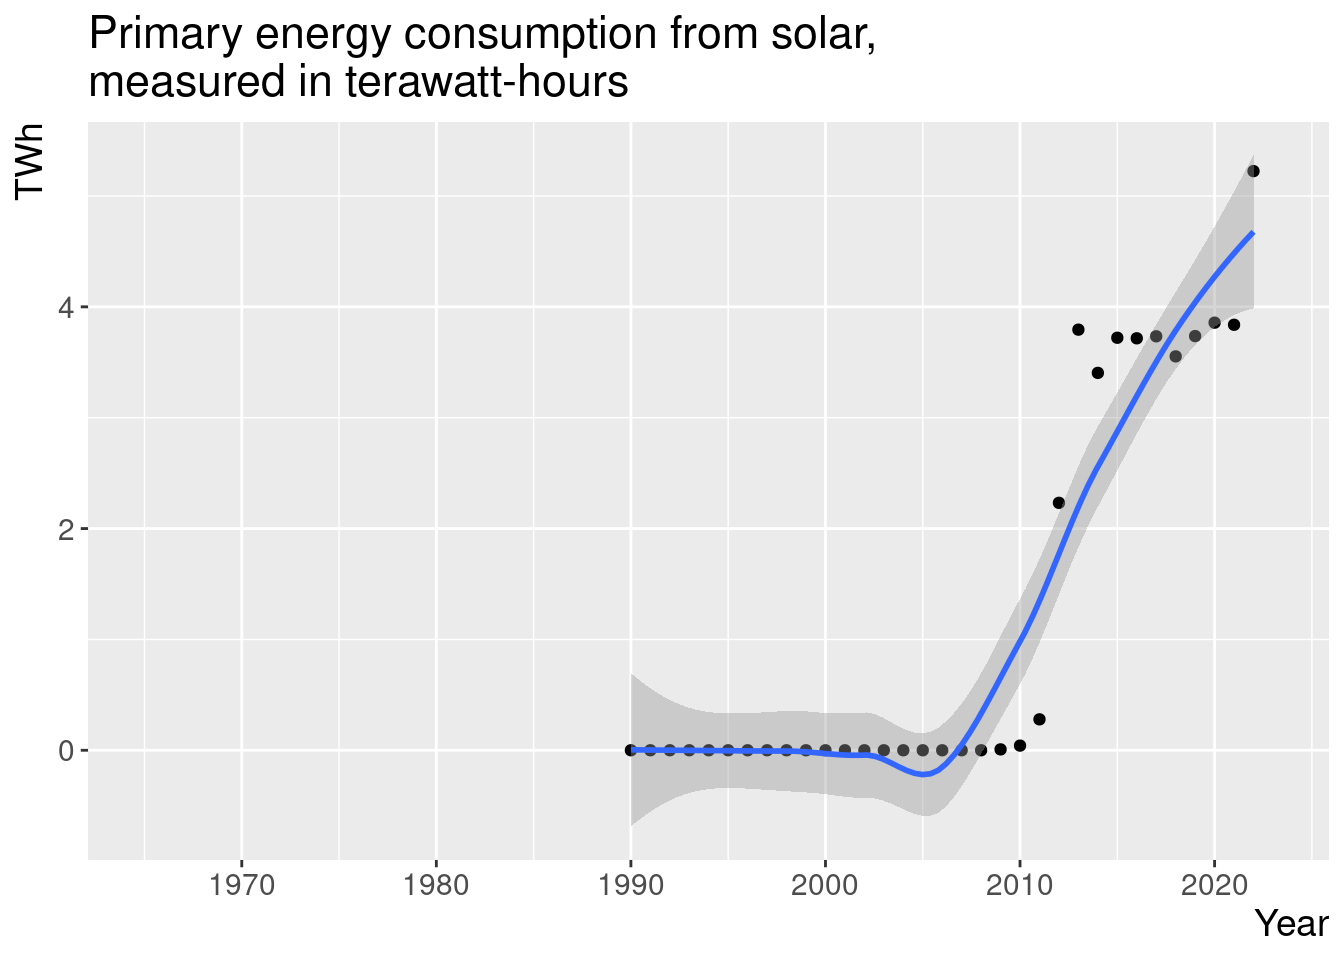 Primary energy consumption from solar,
measured in terawatt-hours
TWh
4
2
0
1970 1980 1990 2000 2010 2020
Year